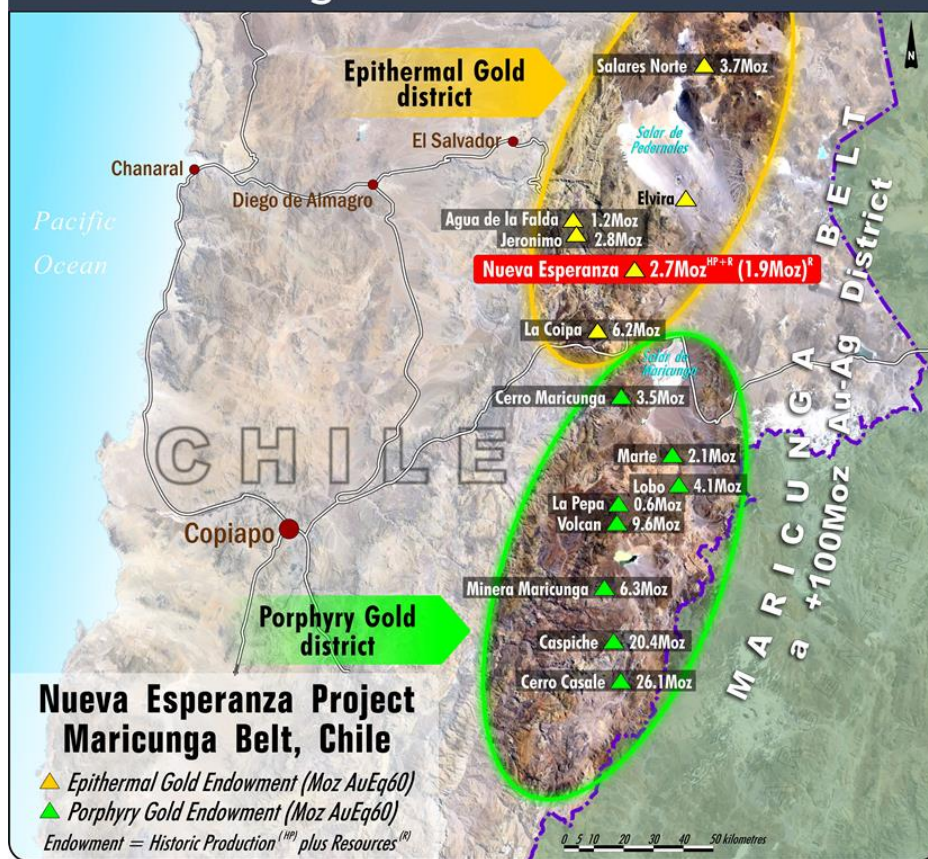 N
Epithermal Gold
district
Salares Norte 3.7Moz
Salar de
Pedernales
El Salvador
Chanaral
Diego de Almagro
Elvira
Pacific
Ocean
Agua de la Falda 1.2Moz
Jeronimo 2.8Moz
Nueva Esperanza 2.7Moz HP+R (1.9Moz) R
La Coipa 6.2Moz
Salar de
Maricunga
Cerro Maricunga 3.5Moz
CHILE
Marte 2.1Moz
Lobo 4.1Moz
La Pepa 0.6Moz
Volcan 9.6Moz
Copiapo
Minera Maricunga 6.3Moz
Porphyry Gold
district
Caspiche 20.4Moz
Cerro Casale 26.1Moz
MARICUNGA BELT
a +100Moz Au-Ag District
Nueva Esperanza Project
Maricunga Belt, Chile
Epithermal Gold Endowment (Moz AuEq60)
Porphyry Gold Endowment (Moz AuEq60)
Endowment = Historic Production (HP) plus Resources (R)
0 5 10 20 30 50 kilometres